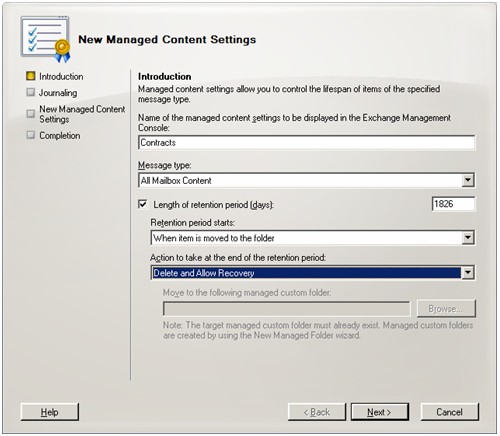 New Managed Content Settings
Introduction
Journaling
New Managed Content
Settings
Completion
Introduction
Managed content settings allow you to control the lifespan of items of the specified
message type.
Name of the managed content settings to be displayed in the Exchange Management
Console:
Contracts
Message type:
All Mailbox Content
Length of retention period (days):
1826
Retention period starts:
When item is moved to the folder
Action to take at the end of the retention period:
Delete and Allow Recovery
Move to the following managed custom folder:
Browse...
Note: The target managed custom folder must already exist. Managed custom folders
are created by using the New Managed Folder wizard.
Help
< Back
Next >
Cancel